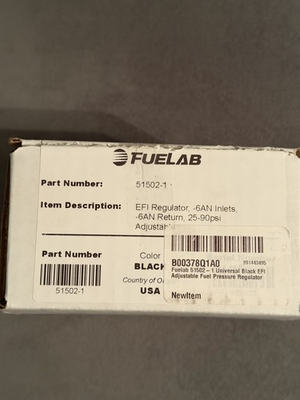 FUELAB
Part Number: 51502-1
Item Description: EFI Regulator, -6AN Inlets,
-6AN Return, 25-90psi
Adjustable
Part Number
51502-1
Color
BLACK
Country of
USA
B00378Q1A0
Fuelab 51502 - 1 Universal Black EFI
Adjustable Fuel Pressure Regulator
NewItem